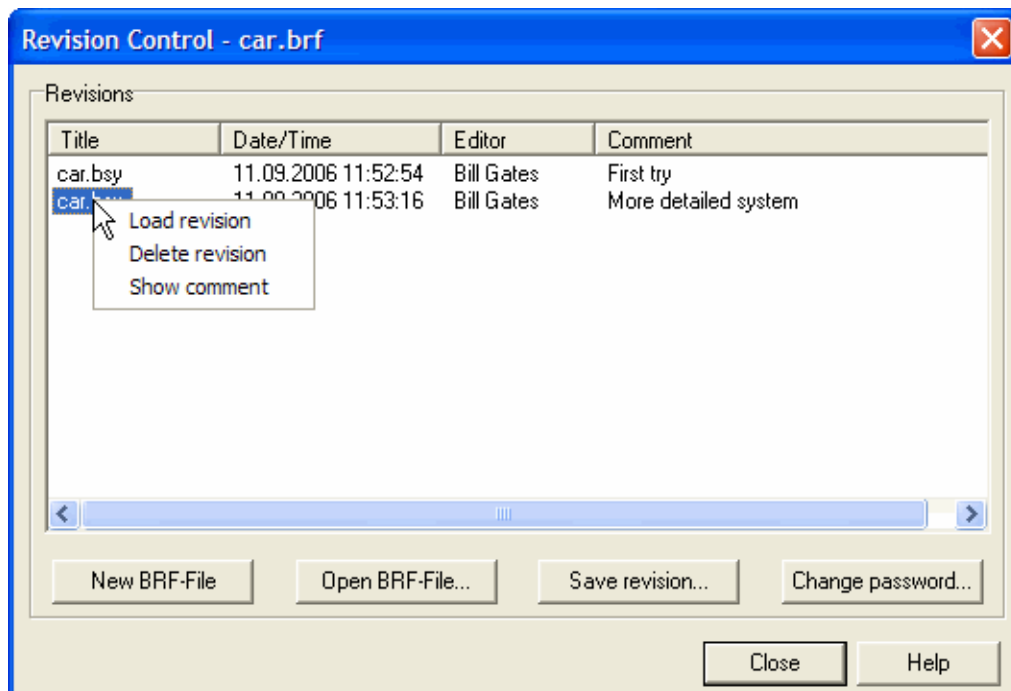 Revision Control - car.brf
Revisions
Title Date/Time Editor Comment
car.bsy 11.09.2006 11:52:54 Bill Gates First try
11:53:16 Bill Gates More detailed system
Load revision
Delete revision
Show comment
New BRF-File Open BRF-File... Save revision... Change password...
Close Help